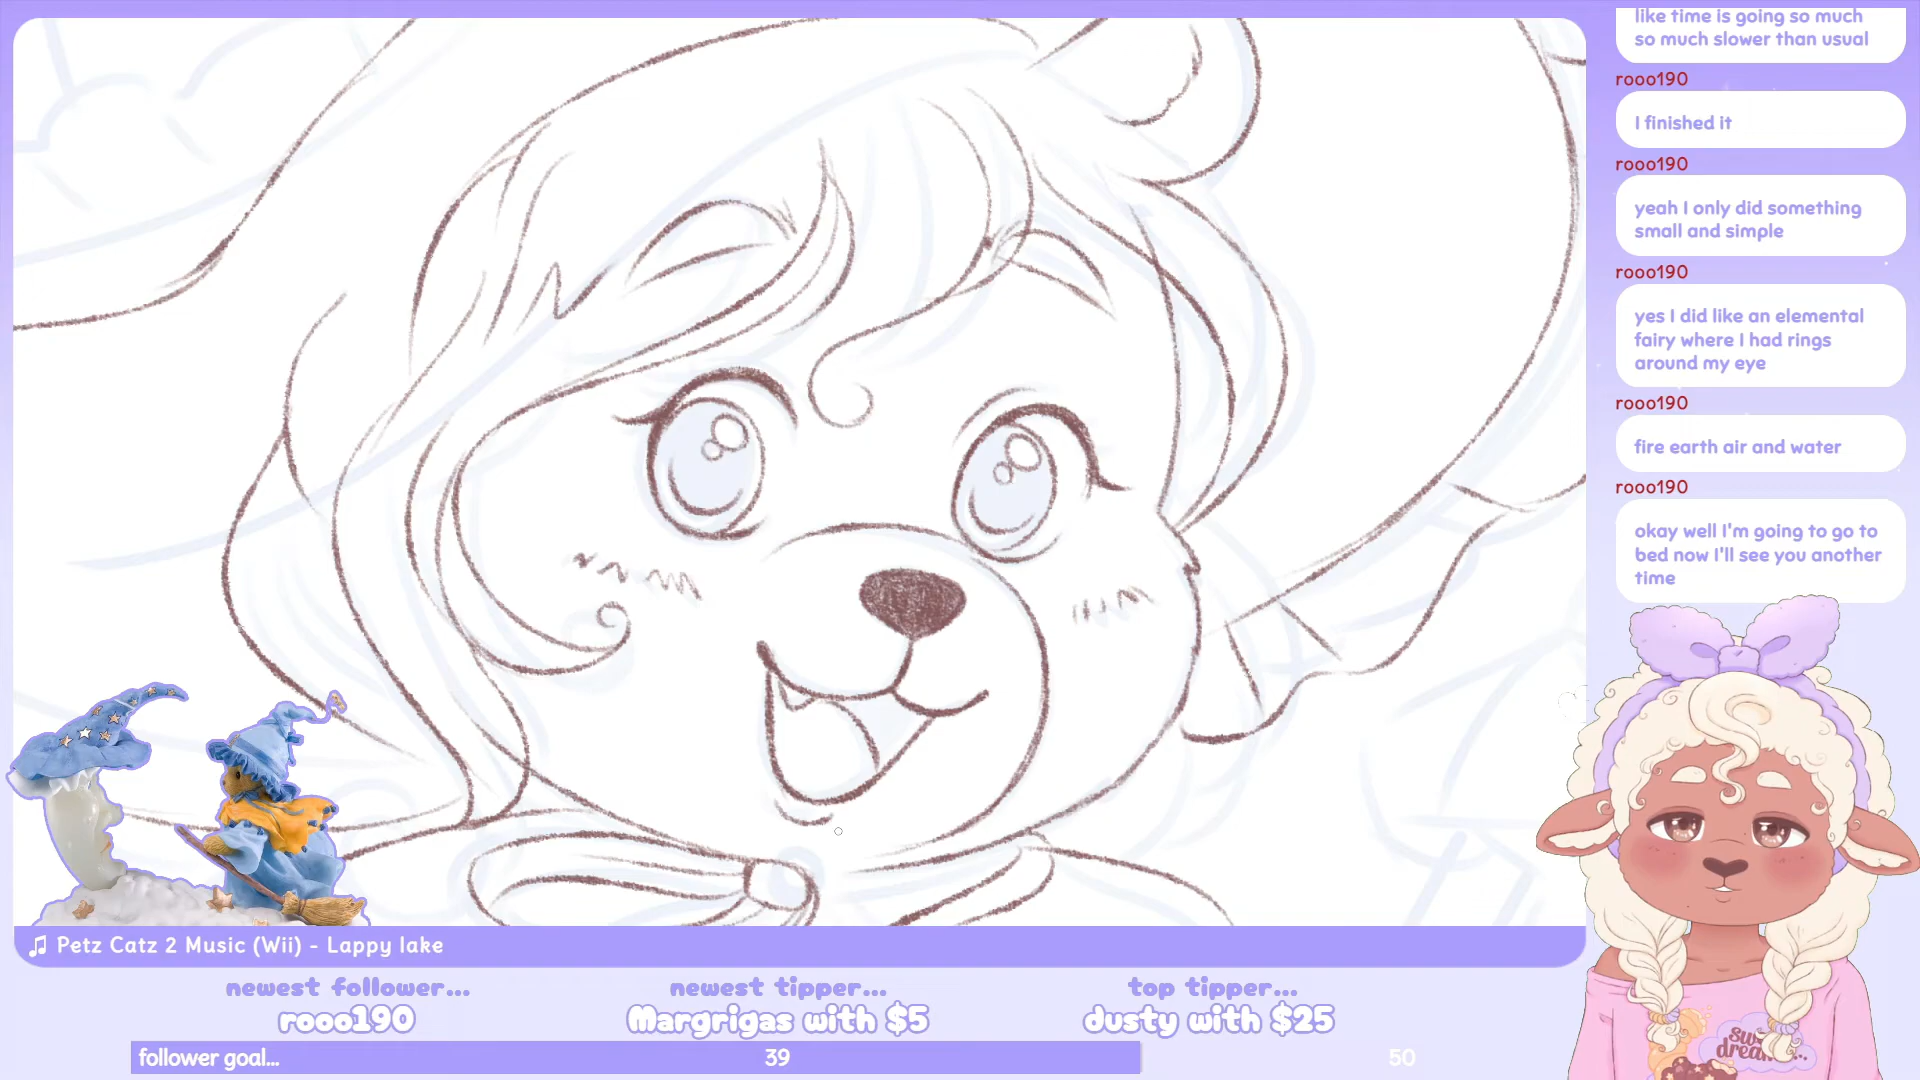 like time is going so much
so much slower than usual
rooo190
I finished it
rooo190
yeah I only did something
small and simple
rooo190
yes I did like an elemental
fairy where I had rings
around my eye
rooo190
fire earth air and water
rooo190
okay well I'm going to go to
bed now I'll see you another
time
Petz Catz 2 Music (Wii) - Lappy lake
newest follower...
rooo190
newest tipper...
Margrigas with $5
top tipper...
dusty with $25
follower goal...
39
50